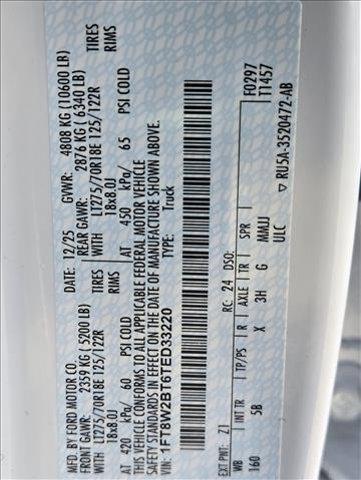 MFD. BY FORD MOTOR CO.
12/25 GVWR: 4808 KG (10600 LB)
FRONT GAWR: 2359 KG (5200 LB)
REAR GAWR: 2876 KG (6340 LB)
LT275/70R18E 125/122R TIRES
WITH LT275/70R18E 125/122R TIRES
18x8.0J RIMS
WITH 18x8.0J RIMS
AT 420 kPa/ 60 PSI COLD
AT 450 kPa/ 65 PSI COLD
THIS VEHICLE CONFORMS TO ALL APPLICABLE FEDERAL MOTOR VEHICLE
SAFETY STANDARDS IN EFFECT ON THE DATE OF MANUFACTURE SHOWN ABOVE.
VIN: 1FT8W2BT6TED33220
TYPE: Truck
F0297
T1457
EXT PNT: Z1 RC: 24 DSO:
WB INT TR TP/PS R AXLE TR SPR
160 5B X 3H G MMJJ
ULC
▽ RU5A-3520472-AB